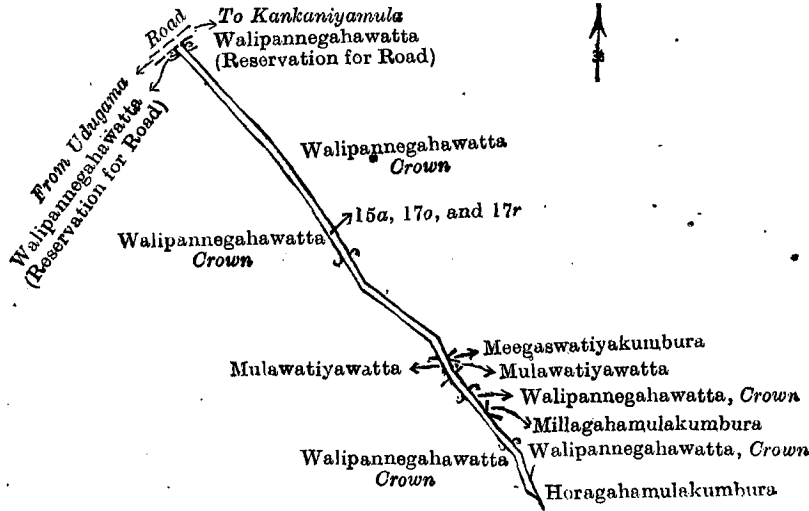 Road
To Kankaniyamula
Walipannegahawatta
(Reservation for Road)
From Udugama
Walipannegahawatta
(Reservation for Road)
Walipannegahawatta
Crown
15a, 17o, and 17r
Walipannegahawatta
Crown
Meegaswatiyakumbura
Mulawatiyawatta
Mulawatiyawatta
Walipannegahawatta, Crown
Millagahamulakumbura
Walipannegahawatta, Crown
Walipannegahawatta
Crown
Horagahamulakumbura